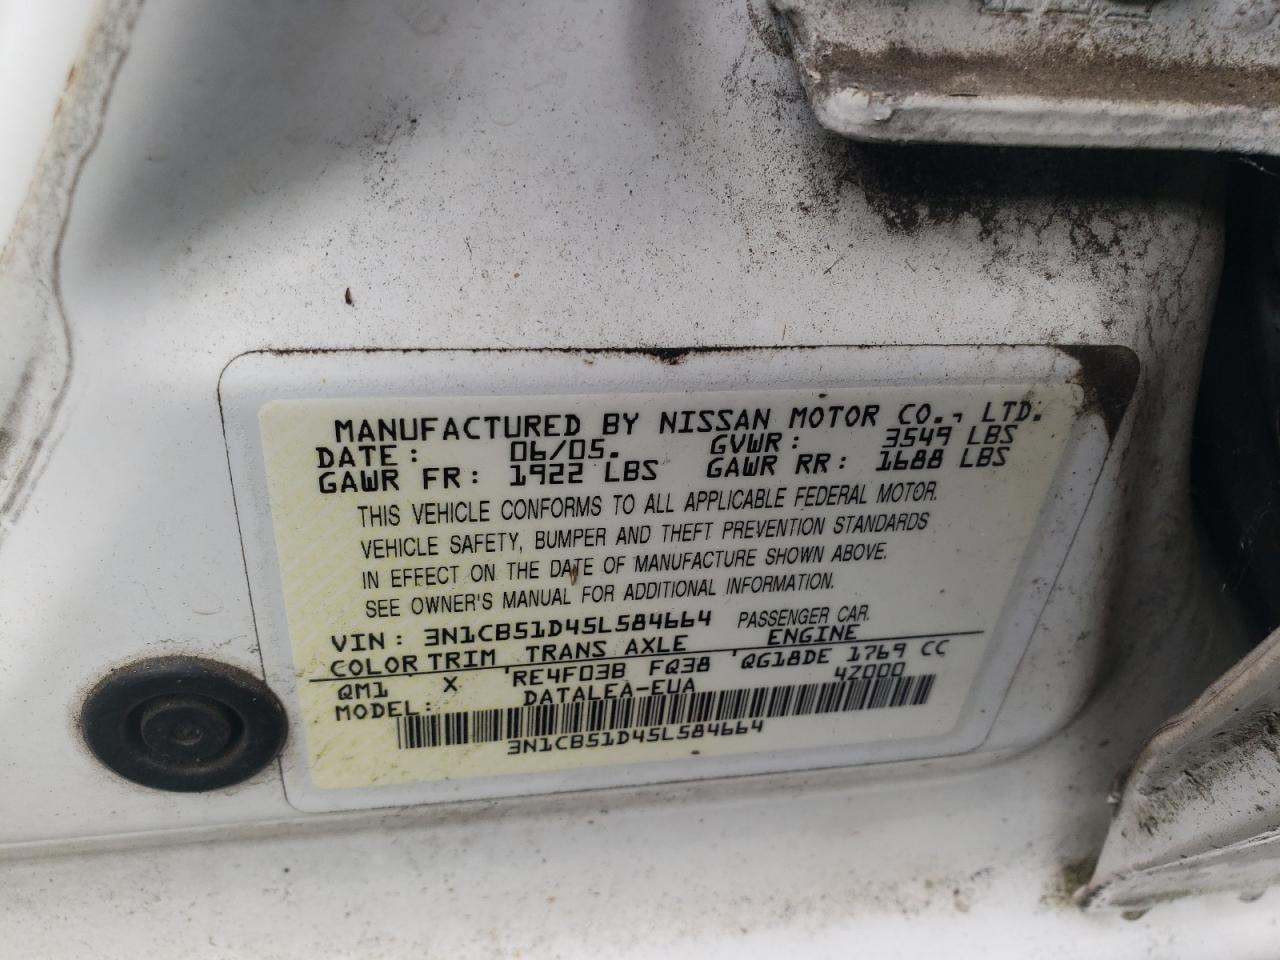 MANUFACTURED BY NISSAN MOTOR CO., LTD.
DATE: 06/05. GVWR: 3549 LBS
GAWR FR: 1922 LBS GAWR RR: 1688 LBS
THIS VEHICLE CONFORMS TO ALL APPLICABLE FEDERAL MOTOR.
VEHICLE SAFETY, BUMPER AND THEFT PREVENTION STANDARDS
IN EFFECT ON THE DATE OF MANUFACTURE SHOWN ABOVE.
SEE OWNER'S MANUAL FOR ADDITIONAL INFORMATION.
VIN: 3N1CB51D45L584664 PASSENGER CAR.
COLOR TRIM TRANS AXLE ENGINE
QM1 X RE4F03B FQ38 QG18DE 1769 CC
MODEL: DATALEA-EUA 4Z000
3N1CB51D45L584664